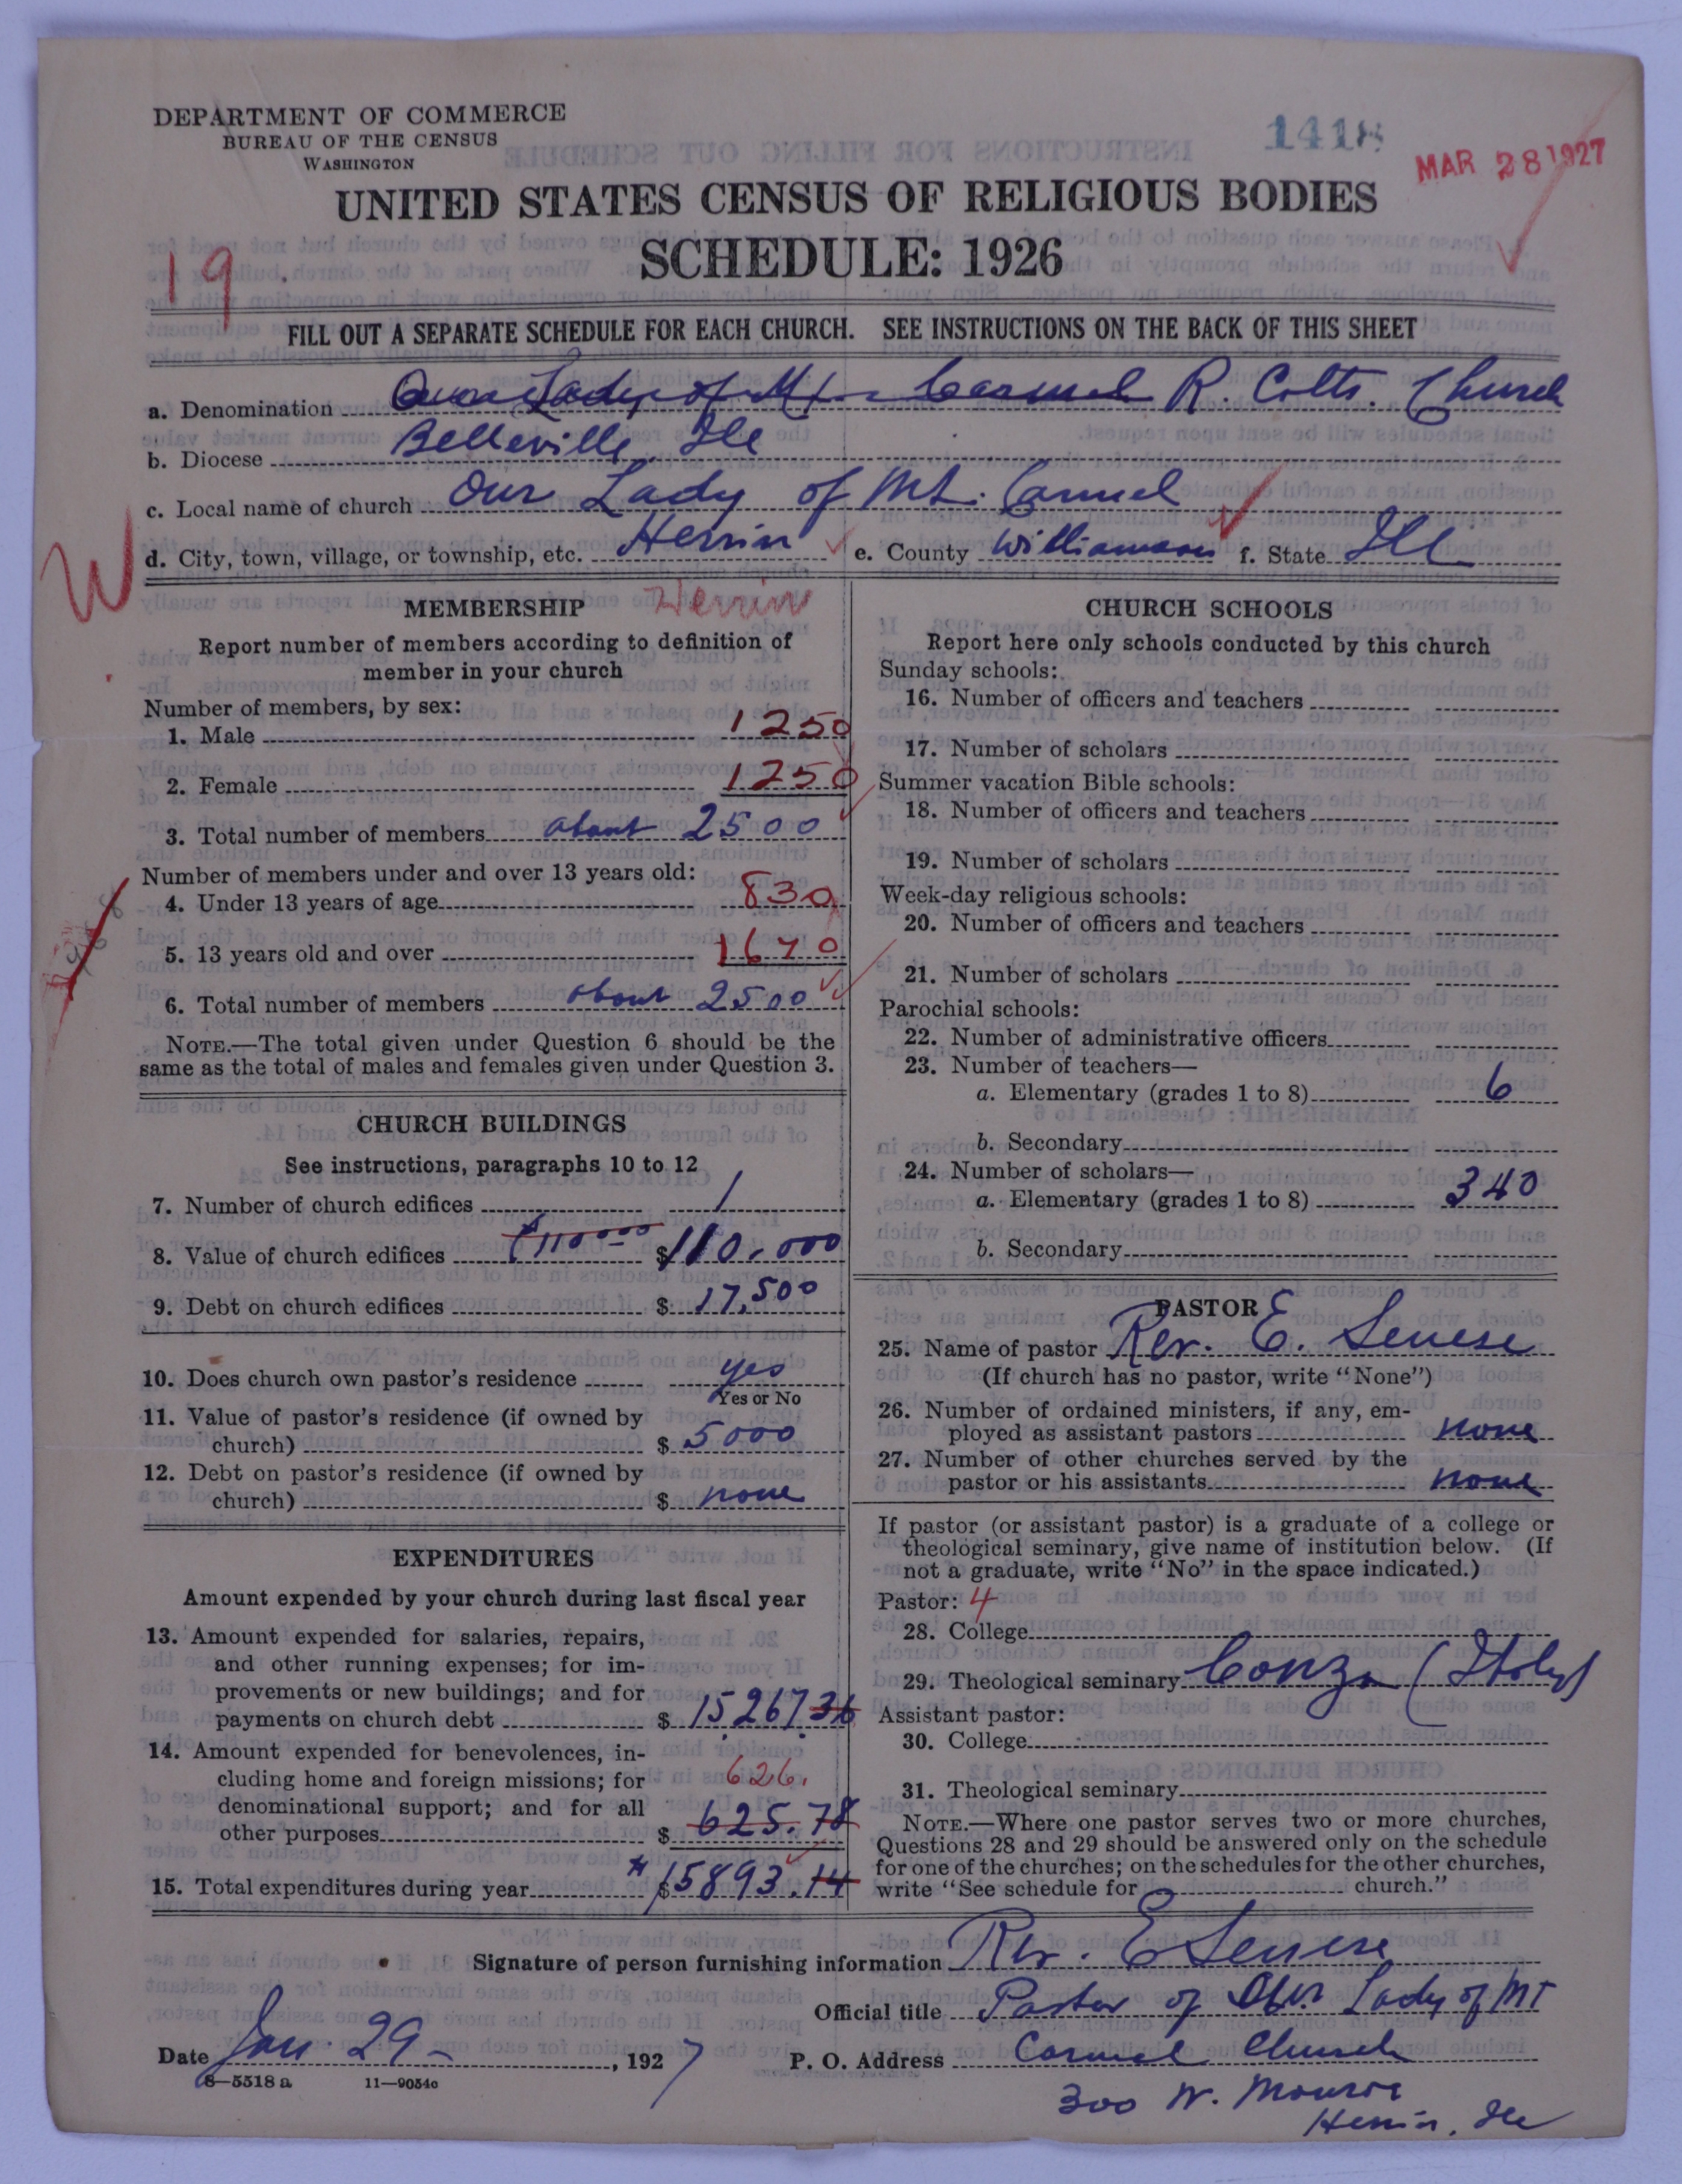 DEPARTMENT OF COMMERCE
BUREAU OF THE CENSUS
WASHINGTON
1418
MAR 28 1927
UNITED STATES CENSUS OF RELIGIOUS BODIES
SCHEDULE: 1926
19.
FILL OUT A SEPARATE SCHEDULE FOR EACH CHURCH. SEE INSTRUCTIONS ON THE BACK OF THIS SHEET
a. Denomination Our Lady of Mt Carmel R. Cath. Church
b. Diocese Belleville, Ill
c. Local name of church Our Lady of Mt. Carmel
W
d. City, town, village, or township, etc. Herrin e. County Williamson f. State Ill
MEMBERSHIP Herrin
Report number of members according to definition of
member in your church
Number of members, by sex:
1. Male 1250
2. Female 1250
3. Total number of members about 2500
Number of members under and over 13 years old:
4. Under 13 years of age 830
5. 13 years old and over 1670
6. Total number of members about 2500
NOTE.—The total given under Question 6 should be the
same as the total of males and females given under Question 3.
CHURCH BUILDINGS
See instructions, paragraphs 10 to 12
7. Number of church edifices 1
8. Value of church edifices $110,000
9. Debt on church edifices $ 17,500
10. Does church own pastor's residence yes
Yes or No
11. Value of pastor's residence (if owned by
church) $ 5000
12. Debt on pastor's residence (if owned by
church) $ none
EXPENDITURES
Amount expended by your church during last fiscal year
13. Amount expended for salaries, repairs,
and other running expenses; for im-
provements or new buildings; and for
payments on church debt $ 15267 36
14. Amount expended for benevolences, in-
cluding home and foreign missions; for 626.
denominational support; and for all
other purposes $ 625.78
15. Total expenditures during year $15893.14
CHURCH SCHOOLS
Report here only schools conducted by this church
Sunday schools:
16. Number of officers and teachers
17. Number of scholars
Summer vacation Bible schools:
18. Number of officers and teachers
19. Number of scholars
Week-day religious schools:
20. Number of officers and teachers
21. Number of scholars
Parochial schools:
22. Number of administrative officers
23. Number of teachers—
a. Elementary (grades 1 to 8) 6
b. Secondary
24. Number of scholars—
a. Elementary (grades 1 to 8) 340
b. Secondary
PASTOR
25. Name of pastor Rev. E. Senese
(If church has no pastor, write "None")
26. Number of ordained ministers, if any, em-
ployed as assistant pastors none
27. Number of other churches served by the
pastor or his assistants none
If pastor (or assistant pastor) is a graduate of a college or
theological seminary, give name of institution below. (If
not a graduate, write "No" in the space indicated.)
Pastor: 4
28. College
29. Theological seminary Conza (Italy)
Assistant pastor:
30. College
31. Theological seminary
NOTE.—Where one pastor serves two or more churches,
Questions 28 and 29 should be answered only on the schedule
for one of the churches; on the schedules for the other churches,
write "See schedule for church."
Signature of person furnishing information Rev. E Senese
Official title Pastor of Our Lady of Mt
Date Jan. 29 - , 1927 P. O. Address Carmel Church
8—5518 a 11—9054c
300 W. Monroe
Herrin, Ill